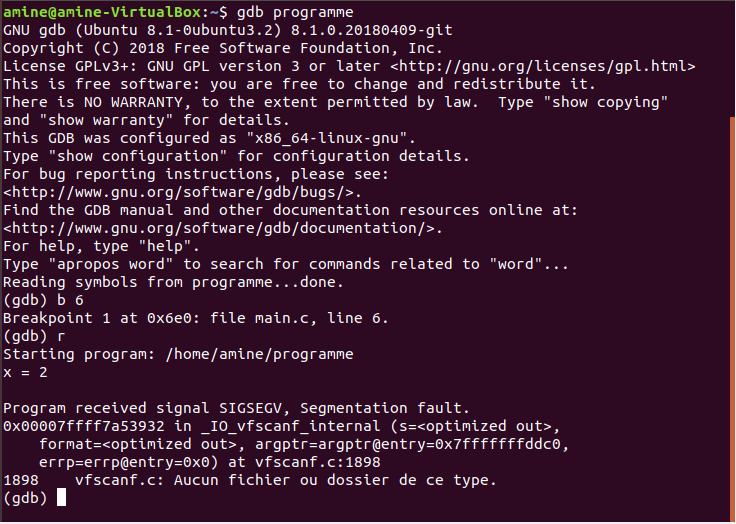 amine@amine-VirtualBox:~$ gdb programme
GNU gdb (Ubuntu 8.1-0ubuntu3.2) 8.1.0.20180409-git
Copyright (C) 2018 Free Software Foundation, Inc.
License GPLv3+: GNU GPL version 3 or later <http://gnu.org/licenses/gpl.html>
This is free software: you are free to change and redistribute it.
There is NO WARRANTY, to the extent permitted by law.  Type "show copying"
and "show warranty" for details.
This GDB was configured as "x86_64-linux-gnu".
Type "show configuration" for configuration details.
For bug reporting instructions, please see:
<http://www.gnu.org/software/gdb/bugs/>.
Find the GDB manual and other documentation resources online at:
<http://www.gnu.org/software/gdb/documentation/>.
For help, type "help".
Type "apropos word" to search for commands related to "word"...
Reading symbols from programme...done.
(gdb) b 6
Breakpoint 1 at 0x6e0: file main.c, line 6.
(gdb) r
Starting program: /home/amine/programme
x = 2
Program received signal SIGSEGV, Segmentation fault.
0x00007ffff7a53932 in _IO_vfscanf_internal (s=<optimized out>,
    format=<optimized out>, argptr=argptr@entry=0x7fffffffddc0,
    errp=errp@entry=0x0) at vfscanf.c:1898
1898    vfscanf.c: Aucun fichier ou dossier de ce type.
(gdb)